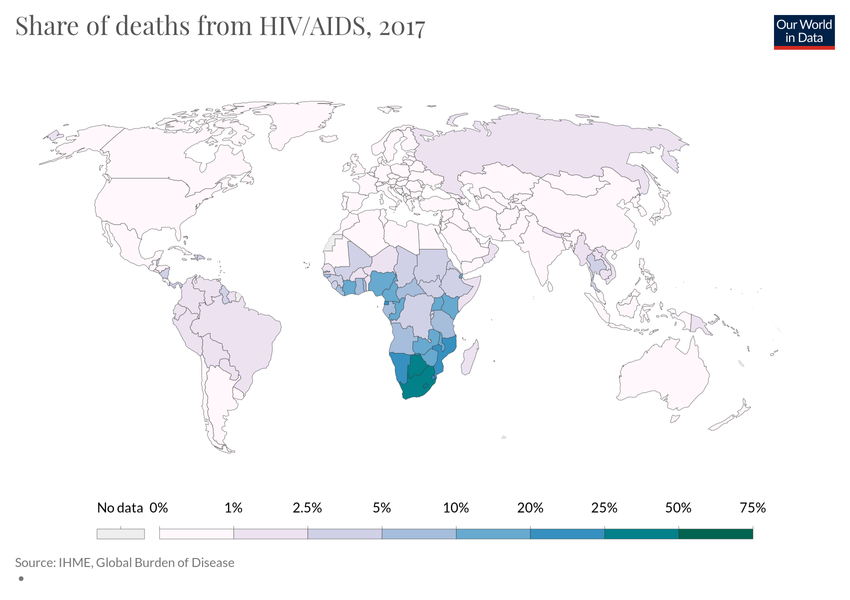 Share of deaths from HIV/AIDS, 2017
Our World
in Data
No data 0% 1% 2.5% 5% 10% 20% 25% 50% 75%
Source: IHME, Global Burden of Disease